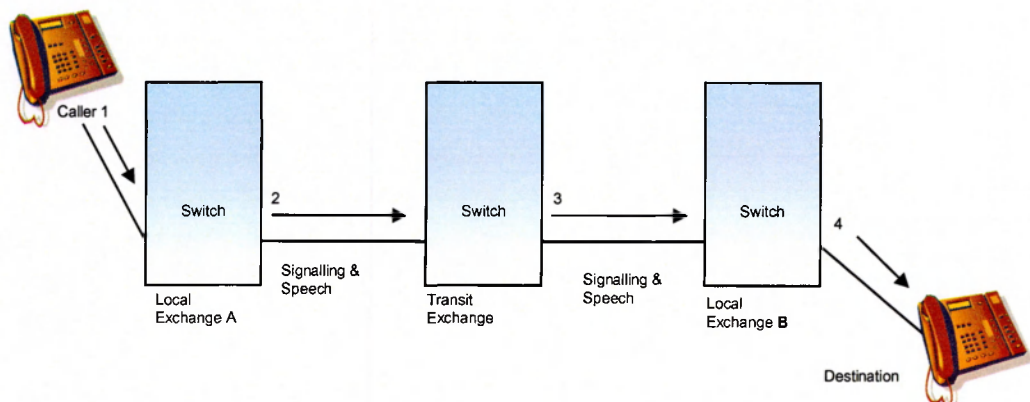 Caller 1
Switch
2
Switch
3
Switch
4
Signalling &
Speech
Signalling &
Speech
Local
Exchange A
Transit
Exchange
Local
Exchange B
Destination